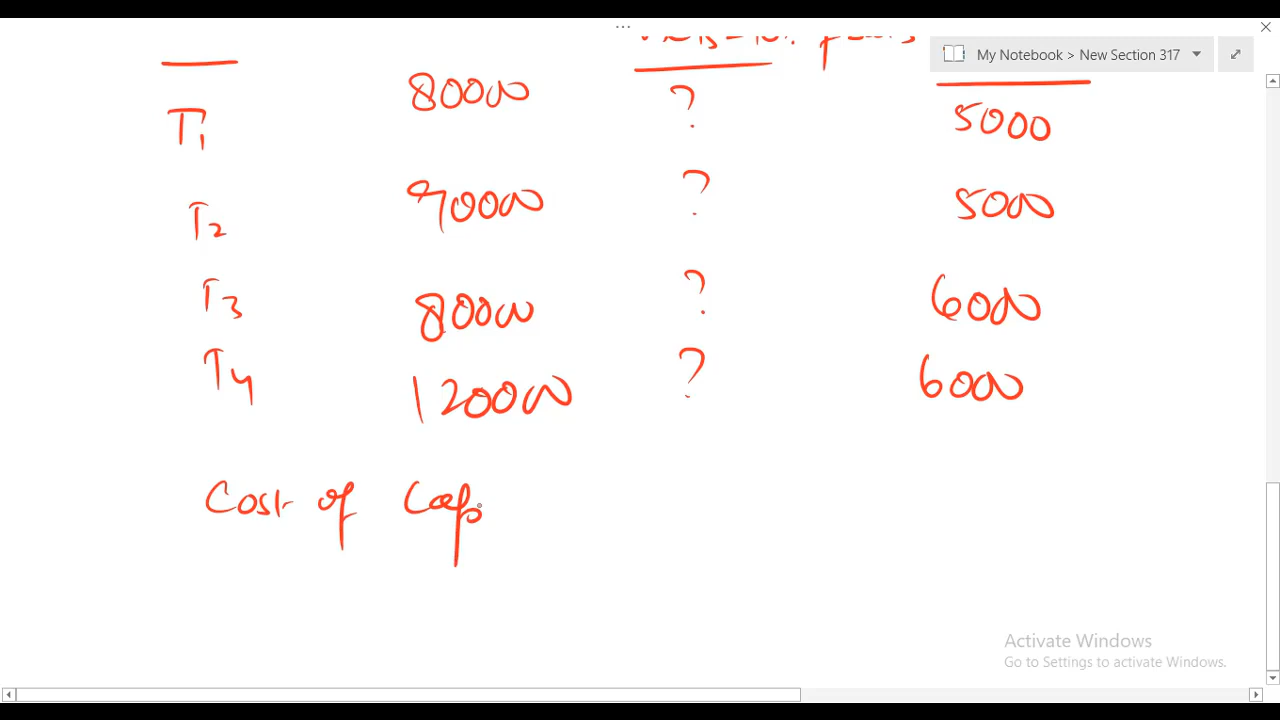 My Notebook > New Section 317
T1 80000 ? 5000
T2 90000 ? 5000
T3 80000 ? 6000
T4 120000 ? 6000
Cost of Cap
Activate Windows
Go to Settings to activate Windows.